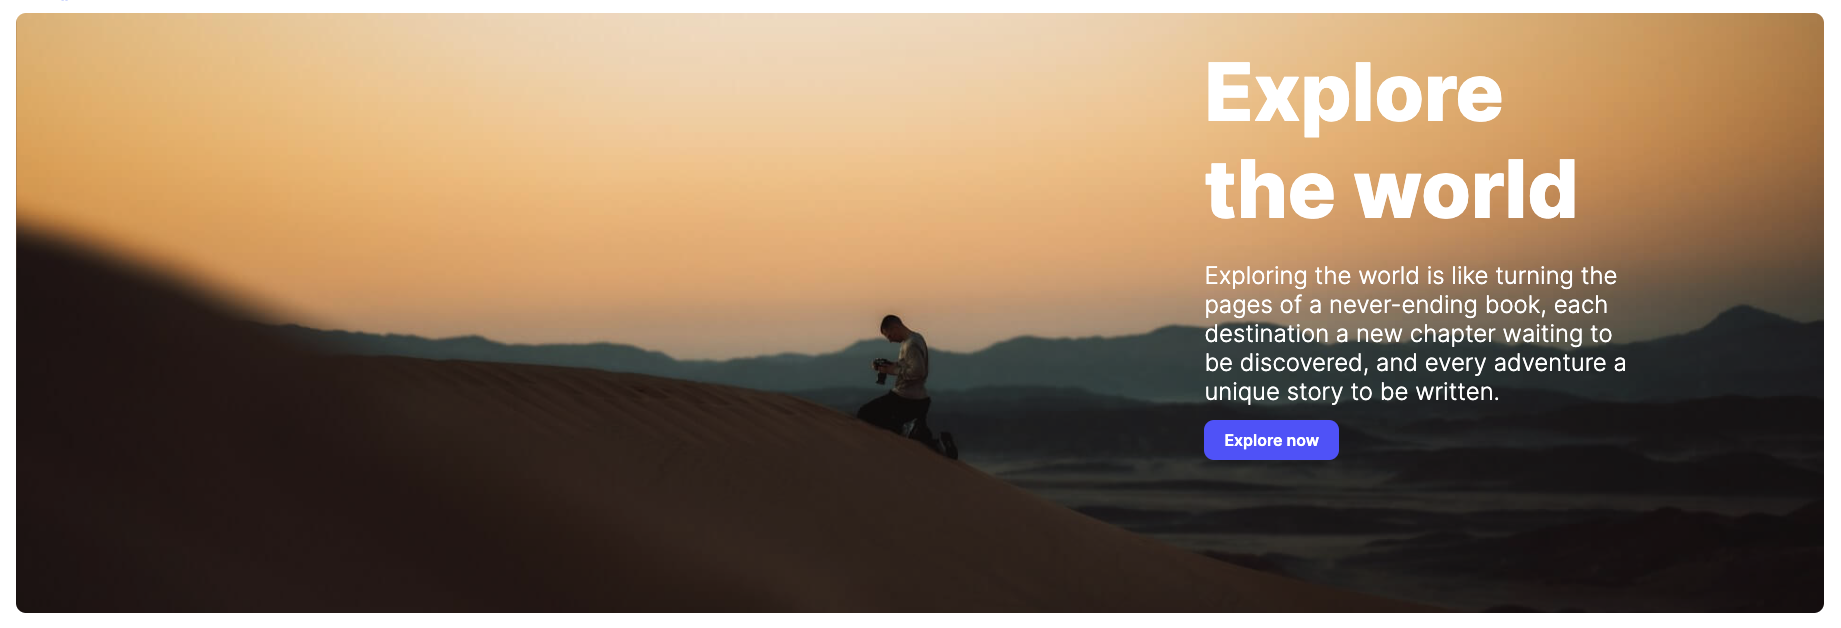 Explore
the world
Exploring the world is like turning the
pages of a never-ending book, each
destination a new chapter waiting to
be discovered, and every adventure a
unique story to be written.
Explore now